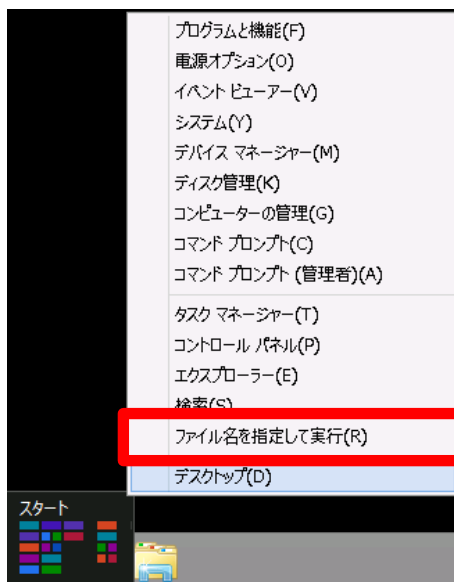 プログラムと機能(F)
電源オプション(O)
イベント ビューアー(V)
システム(Y)
デバイス マネージャー(M)
ディスク管理(K)
コンピューターの管理(G)
コマンド プロンプト(C)
コマンド プロンプト (管理者)(A)
タスク マネージャー(T)
コントロール パネル(P)
エクスプローラー(E)
検索(S)
ファイル名を指定して実行(R)
デスクトップ(D)
スタート